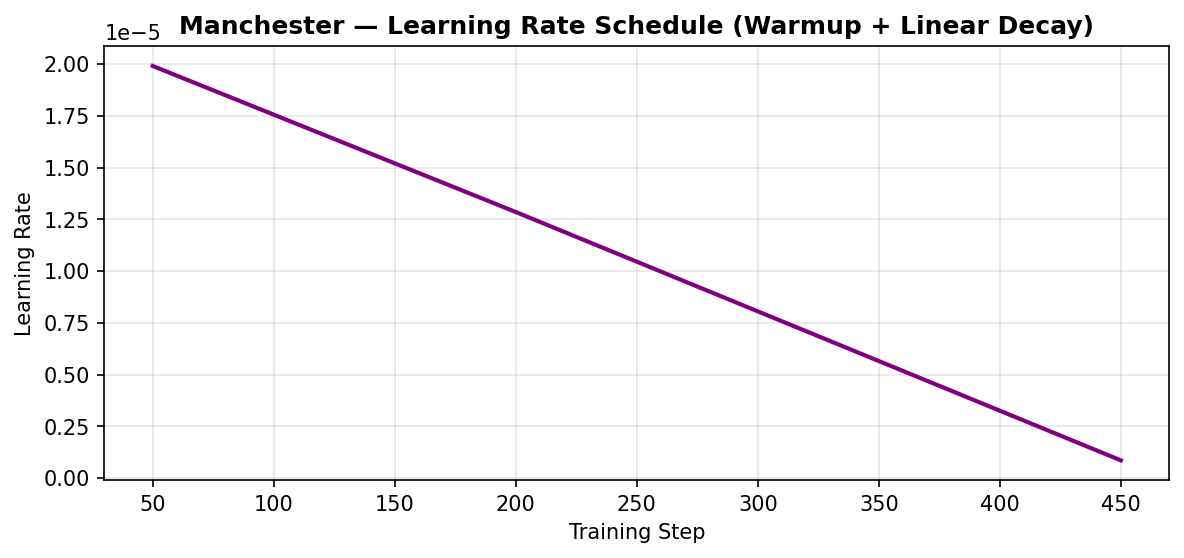 Manchester — Learning Rate Schedule (Warmup + Linear Decay)
1e−5
2.00
1.75
1.50
1.25
1.00
0.75
0.50
0.25
0.00
Learning Rate
50 100 150 200 250 300 350 400 450
Training Step